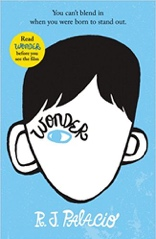 You can't blend in
when you were born to stand out.
Read
WONDER
before you
see the film
WONDER
R. J. PALACIO